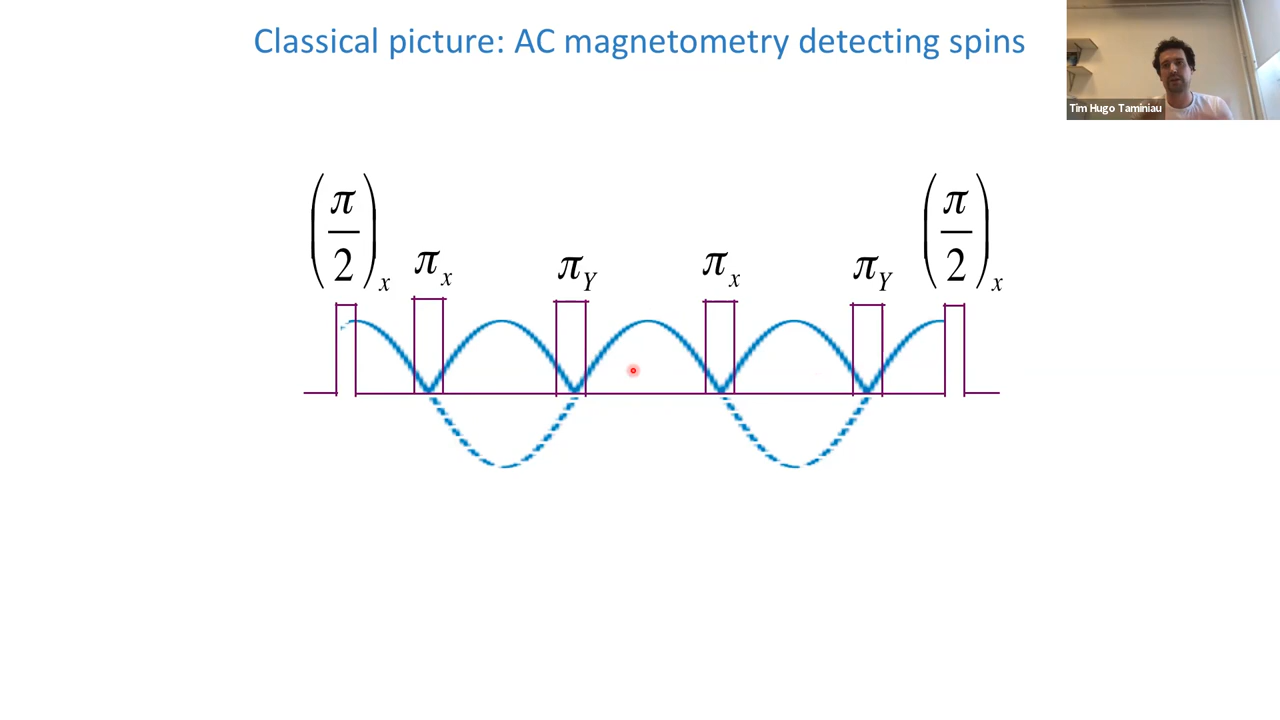 Classical picture: AC magnetometry detecting spins
Tim Hugo Taminiau
(π/2)x πx πY πx πY (π/2)x